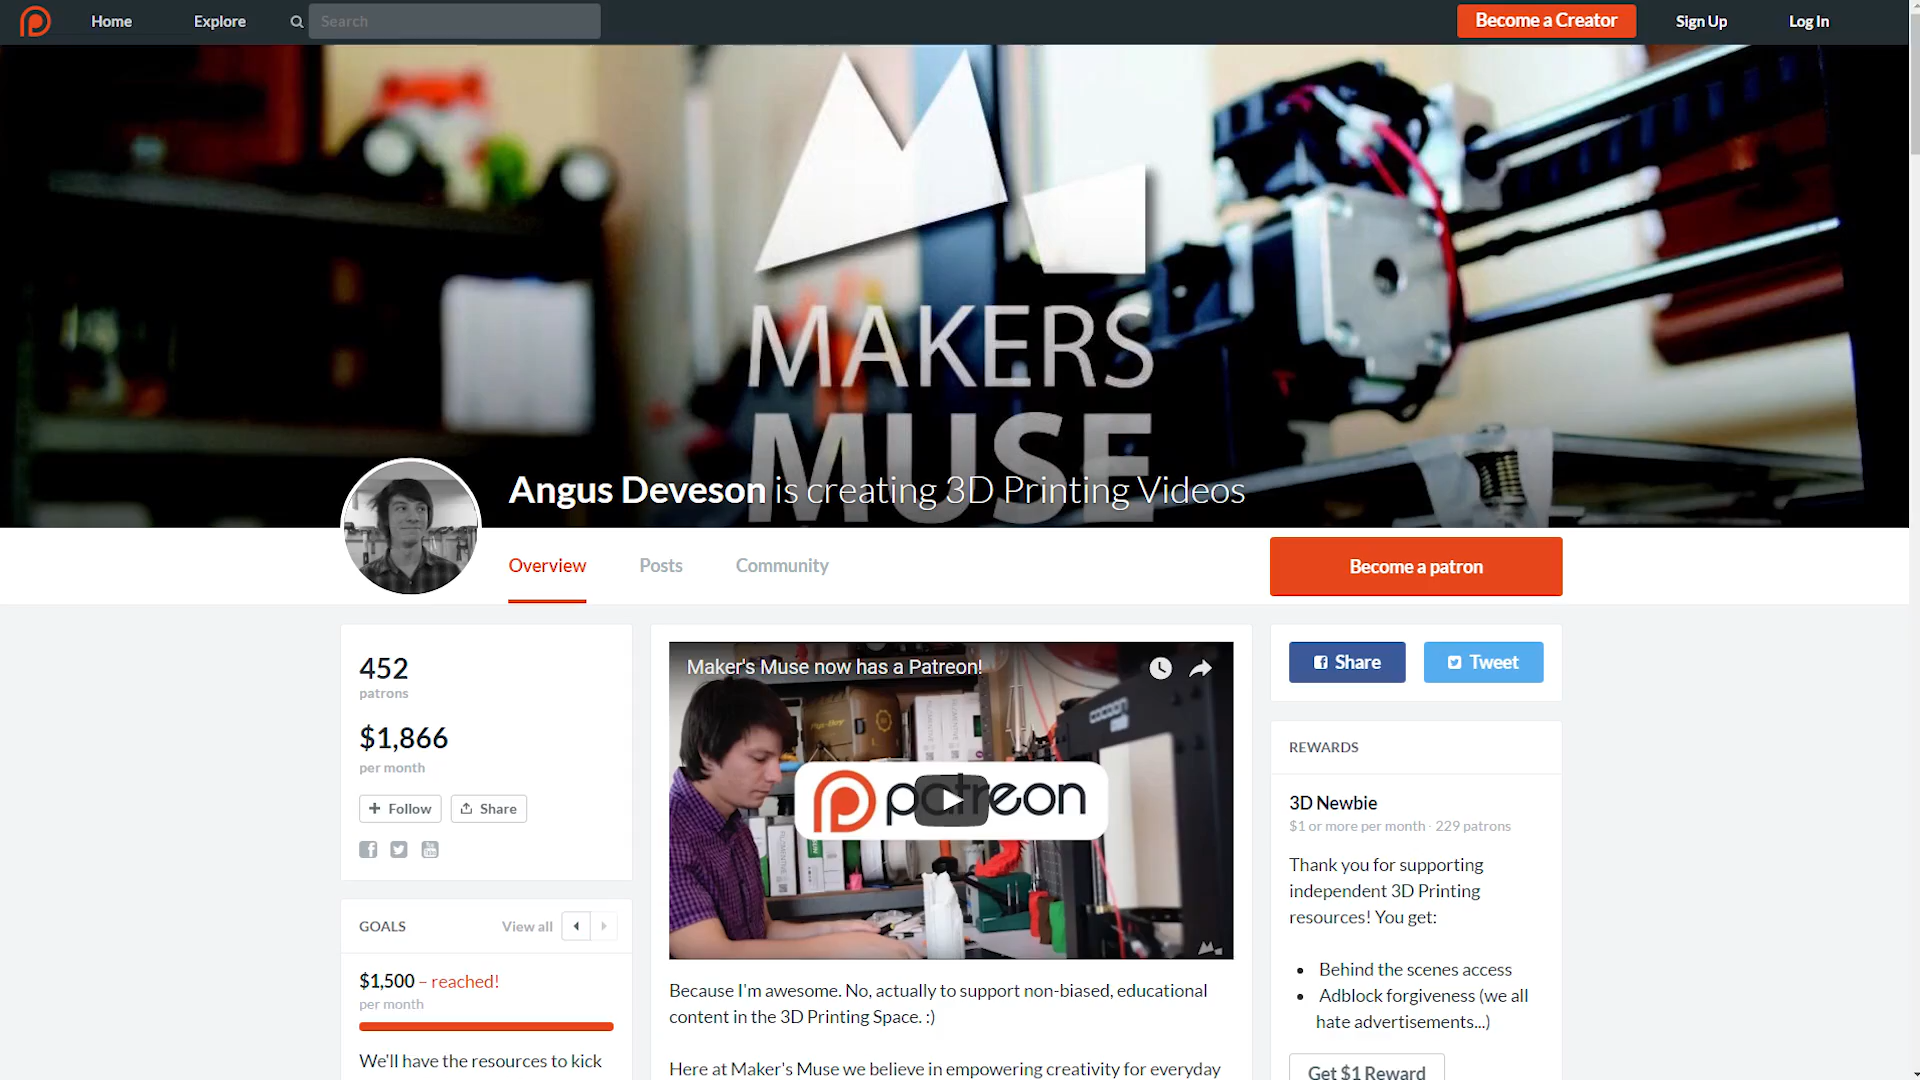 Home
Explore
Search
Become a Creator
Sign Up
Log In
MAKERS
MUSE
Angus Deveson is creating 3D Printing Videos
Overview
Posts
Community
Become a patron
452
patrons
$1,866
per month
Follow
Share
GOALS
View all
$1,500 – reached!
per month
We'll have the resources to kick
Maker's Muse now has a Patreon!
patreon
Because I'm awesome. No, actually to support non-biased, educational
content in the 3D Printing Space. :)
Here at Maker's Muse we believe in empowering creativity for everyday
Share
Tweet
REWARDS
3D Newbie
$1 or more per month · 229 patrons
Thank you for supporting
independent 3D Printing
resources! You get:
Behind the scenes access
Adblock forgiveness (we all
hate advertisements...)
Get $1 Reward